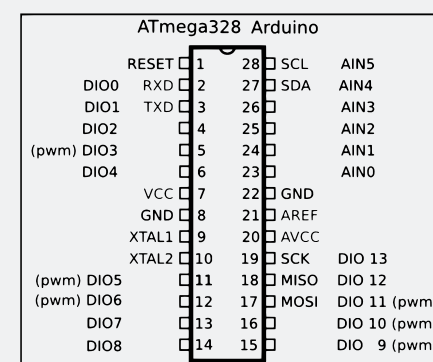 ATmega328 Arduino
RESET 1 28 SCL AIN5
DIO0 RXD 2 27 SDA AIN4
DIO1 TXD 3 26 AIN3
DIO2 4 25 AIN2
(pwm) DIO3 5 24 AIN1
DIO4 6 23 AIN0
VCC 7 22 GND
GND 8 21 AREF
XTAL1 9 20 AVCC
XTAL2 10 19 SCK DIO 13
(pwm) DIO5 11 18 MISO DIO 12
(pwm) DIO6 12 17 MOSI DIO 11 (pwm
DIO7 13 16 DIO 10 (pwm
DIO8 14 15 DIO 9 (pwm